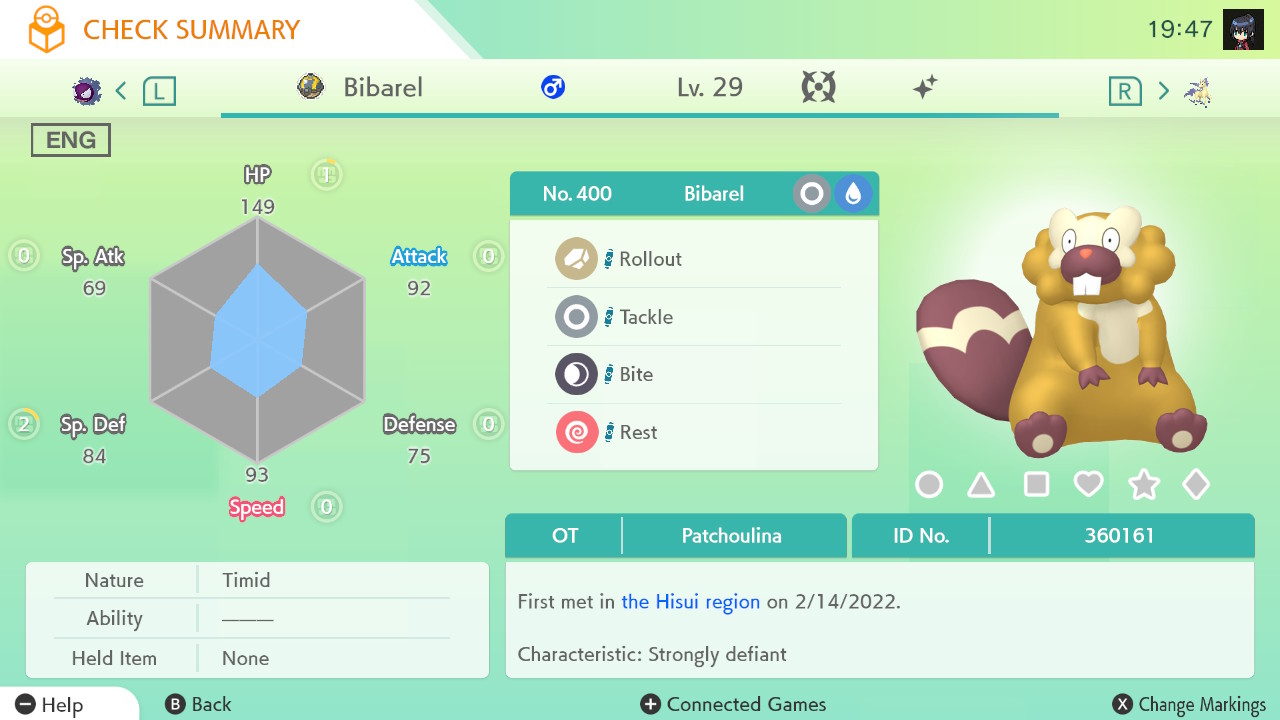 CHECK SUMMARY
19:47
L
Bibarel
Lv. 29
R
ENG
HP
1
149
0
Sp. Atk
69
Attack
0
92
2
Sp. Def
84
Defense
0
75
93
Speed
0
No. 400 Bibarel
Rollout
Tackle
Bite
Rest
OT Patchoulina
ID No. 360161
Nature Timid
Ability ———
Held Item None
First met in the Hisui region on 2/14/2022.
Characteristic: Strongly defiant
Help
B Back
Connected Games
X Change Markings